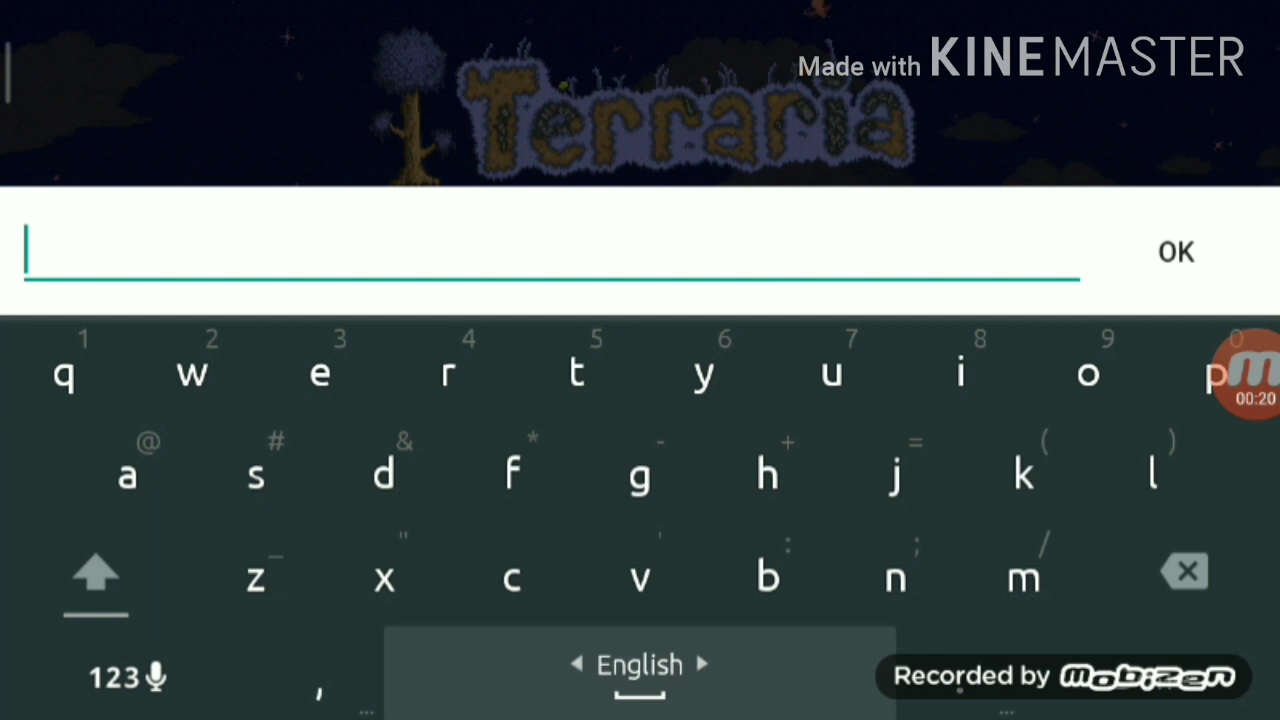 Made with KINEMASTER
Terraria
OK
1 2 3 4 5 6 7 8 9 0
q w e r t y u i o p
00:20
@ # & * - + = ( )
a s d f g h j k l
_ " ' : ; /
z x c v b n m
123 , English .
Recorded by mobizen